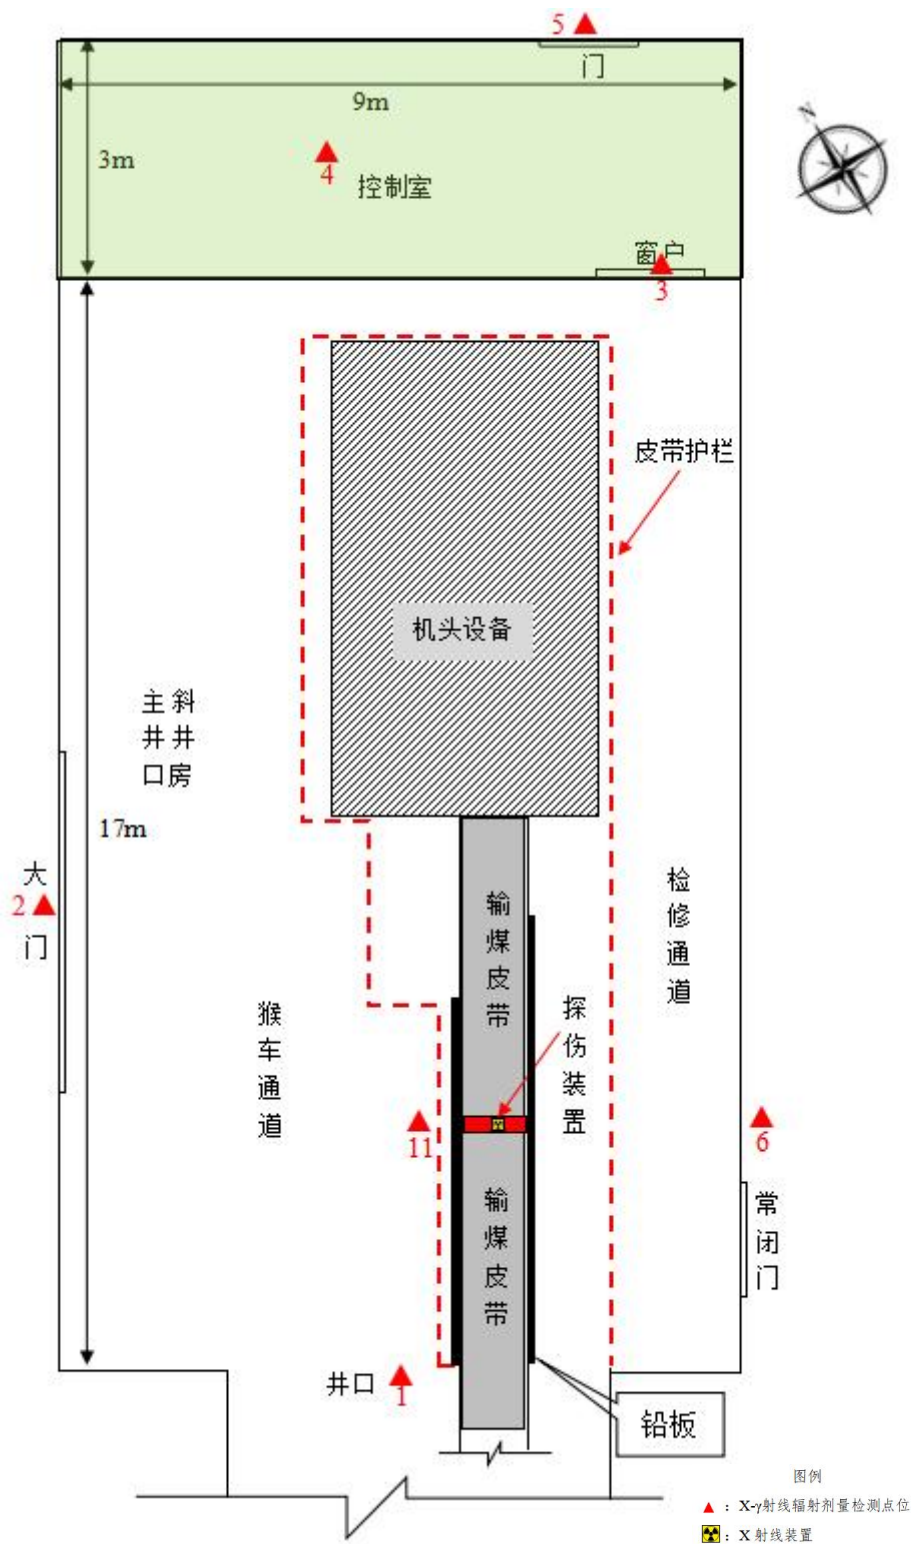 5
门
9m
N
3m
4
控制室
窗户
3
皮带护栏
机头设备
主井口
斜井房
17m
大门
2
输煤皮带
检修通道
猴车通道
探伤装置
11
6
输煤皮带
常闭门
井口
1
铅板
图例
：X-γ射线辐射剂量检测点位
：X 射线装置